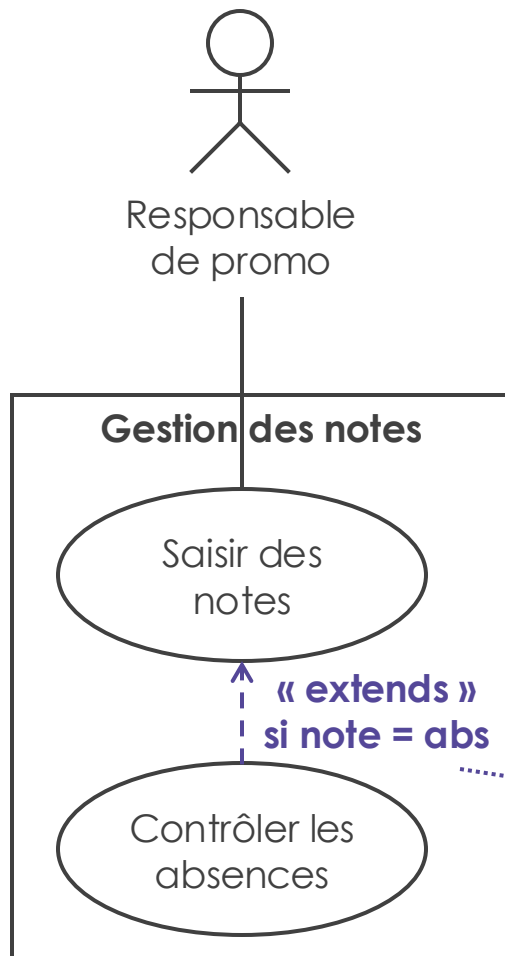 Responsable
de promo
Gestion des notes
Saisir des
notes
« extends »
si note = abs
Contrôler les
absences